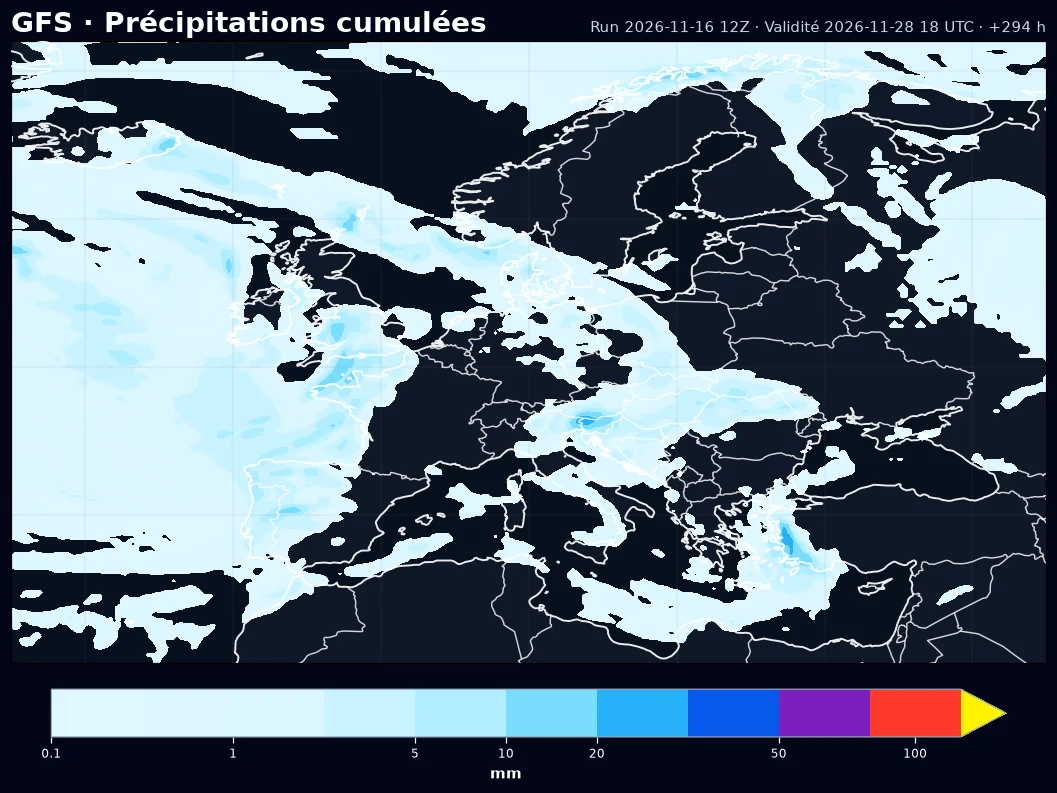 GFS · Précipitations cumulées
Run 2026-11-16 12Z · Validité 2026-11-28 18 UTC · +294 h
0.1 1 5 10 20 50 100
mm